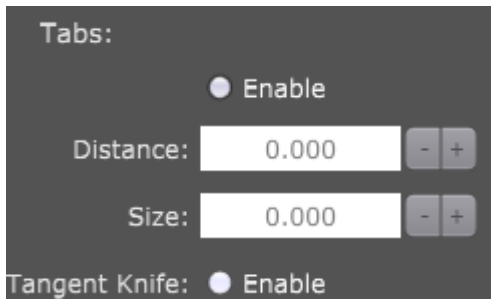 Tabs:
Enable
Distance: 0.000 - +
Size: 0.000 - +
Tangent Knife: Enable